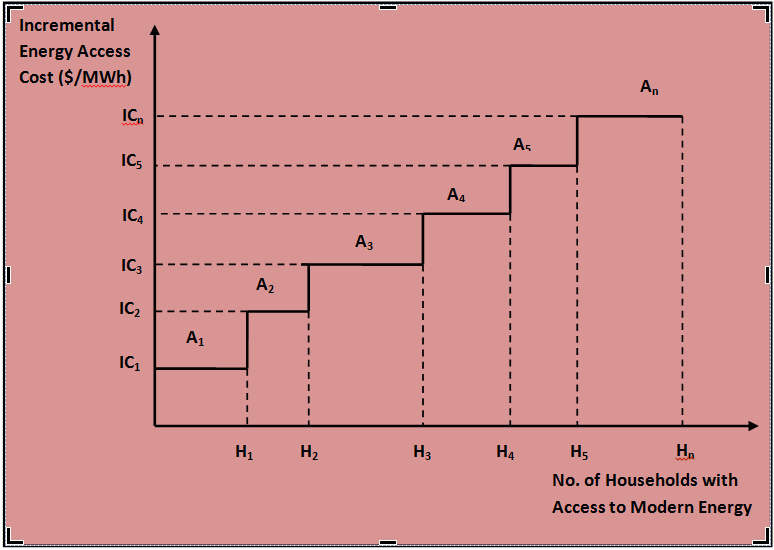 Incremental
Energy Access
Cost ($/MWh)
Aₙ
ICₙ
A₅
IC₅
A₄
IC₄
A₃
IC₃
A₂
IC₂
A₁
IC₁
H₁ H₂ H₃ H₄ H₅ Hₙ
No. of Households with
Access to Modern Energy